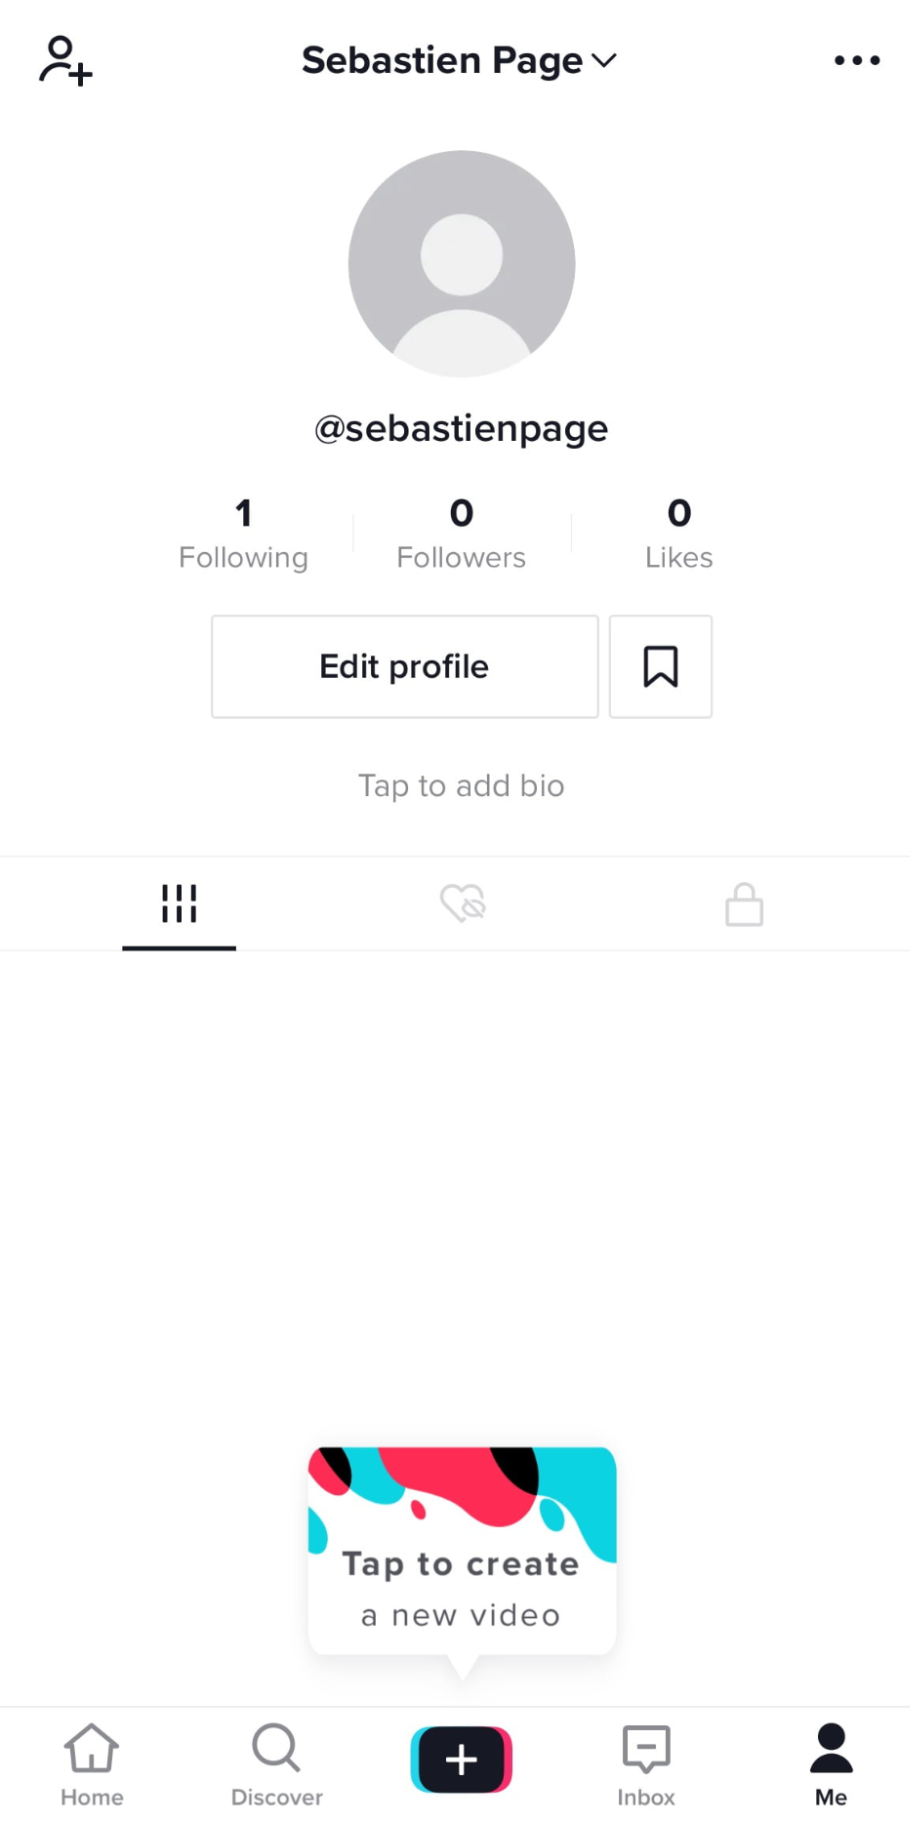 Sebastien Page
@sebastienpage
1 0 0
Following Followers Likes
Edit profile
Tap to add bio
Tap to create
a new video
Home Discover Inbox Me